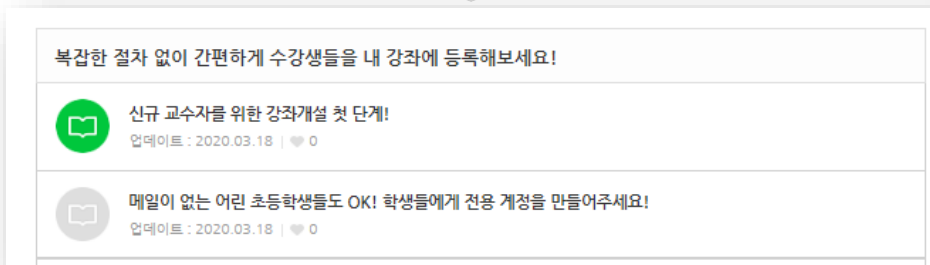 복잡한 절차 없이 간편하게 수강생들을 내 강좌에 등록해보세요!
신규 교수자를 위한 강좌개설 첫 단계!
업데이트 : 2020.03.18 | ♥ 0
메일이 없는 어린 초등학생들도 OK! 학생들에게 전용 계정을 만들어주세요!
업데이트 : 2020.03.18 | ♥ 0